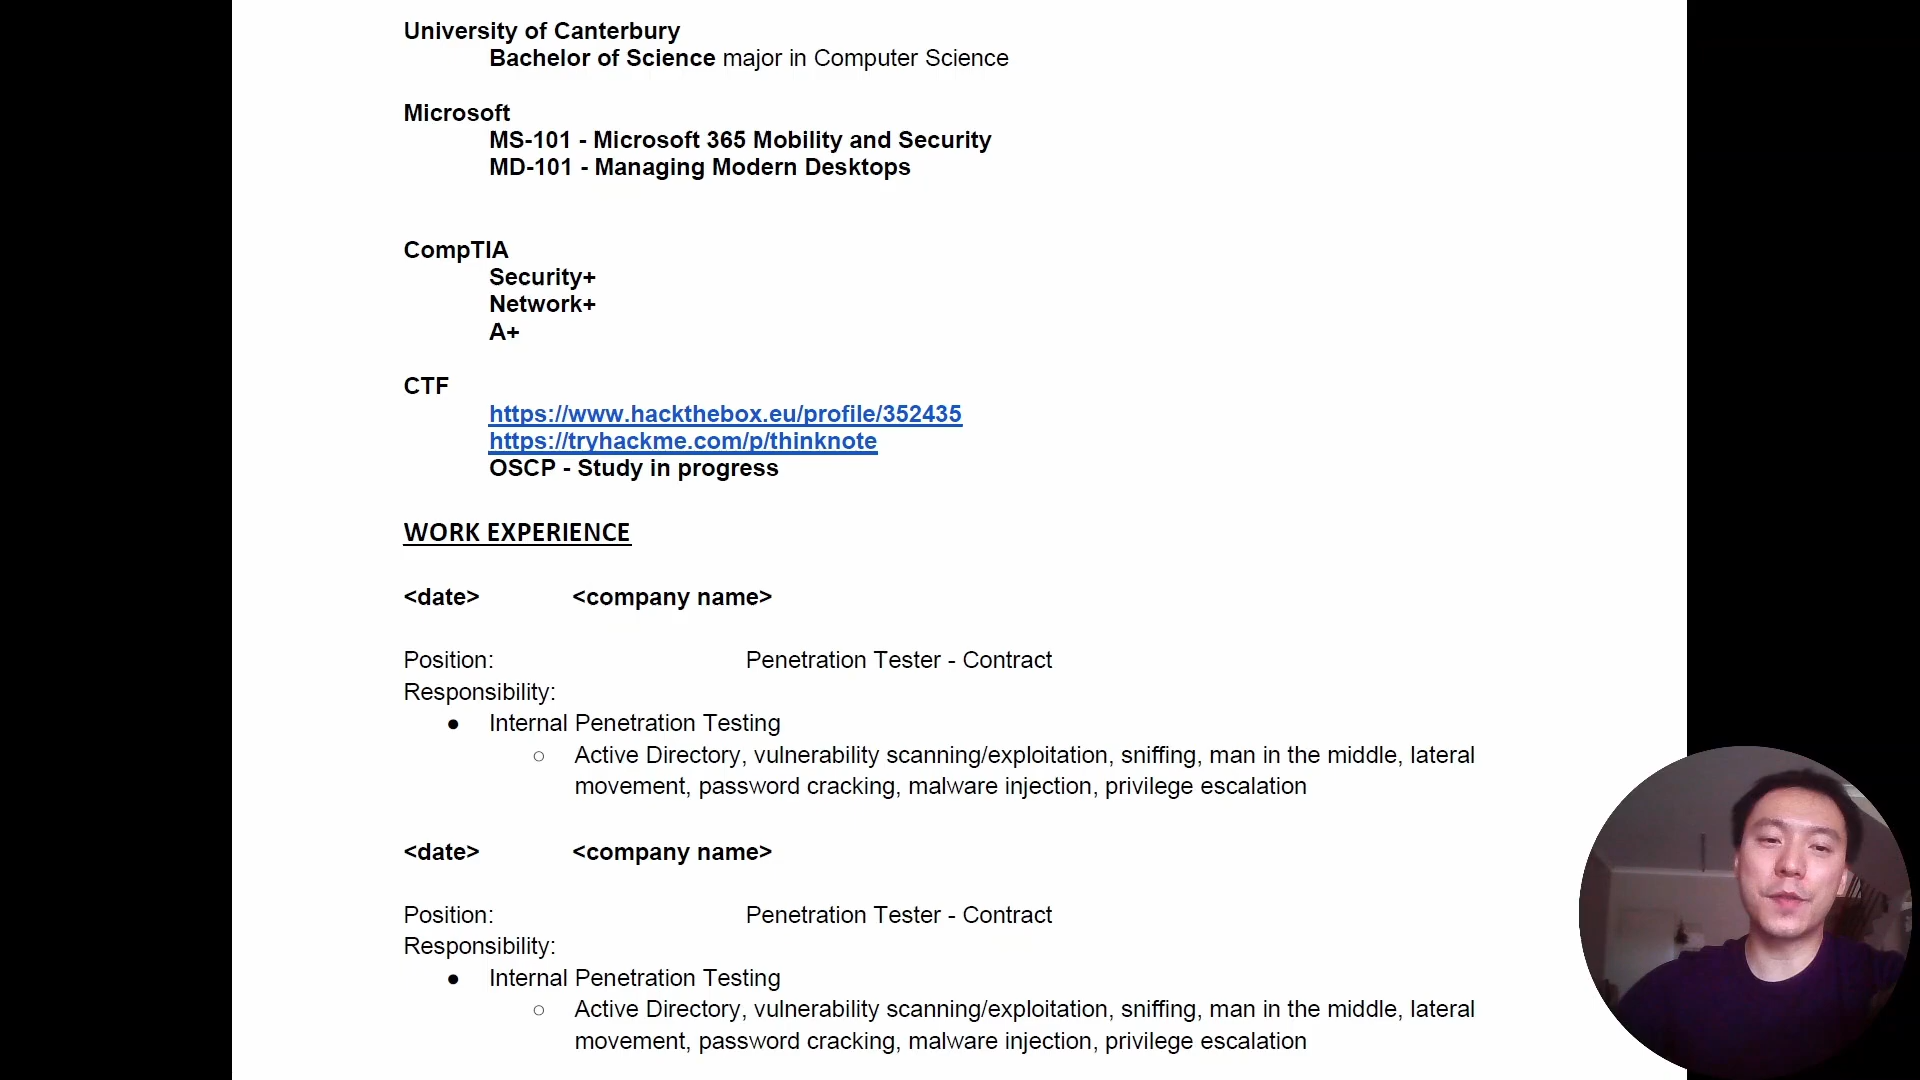 University of Canterbury
Bachelor of Science major in Computer Science
Microsoft
MS-101 - Microsoft 365 Mobility and Security
MD-101 - Managing Modern Desktops
CompTIA
Security+
Network+
A+
CTF
https://www.hackthebox.eu/profile/352435
https://tryhackme.com/p/thinknote
OSCP - Study in progress
WORK EXPERIENCE
<date> <company name>
Position: Penetration Tester - Contract
Responsibility:
● Internal Penetration Testing
○ Active Directory, vulnerability scanning/exploitation, sniffing, man in the middle, lateral
movement, password cracking, malware injection, privilege escalation
<date> <company name>
Position: Penetration Tester - Contract
Responsibility:
● Internal Penetration Testing
○ Active Directory, vulnerability scanning/exploitation, sniffing, man in the middle, lateral
movement, password cracking, malware injection, privilege escalation